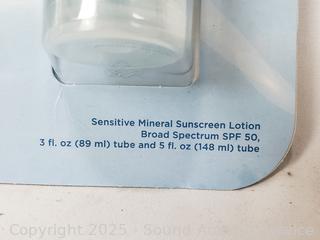 Sensitive Mineral Sunscreen Lotion
Broad Spectrum SPF 50,
3 fl. oz (89 ml) tube and 5 fl. oz (148 ml) tube
Copyright 2025 - Sound Auction